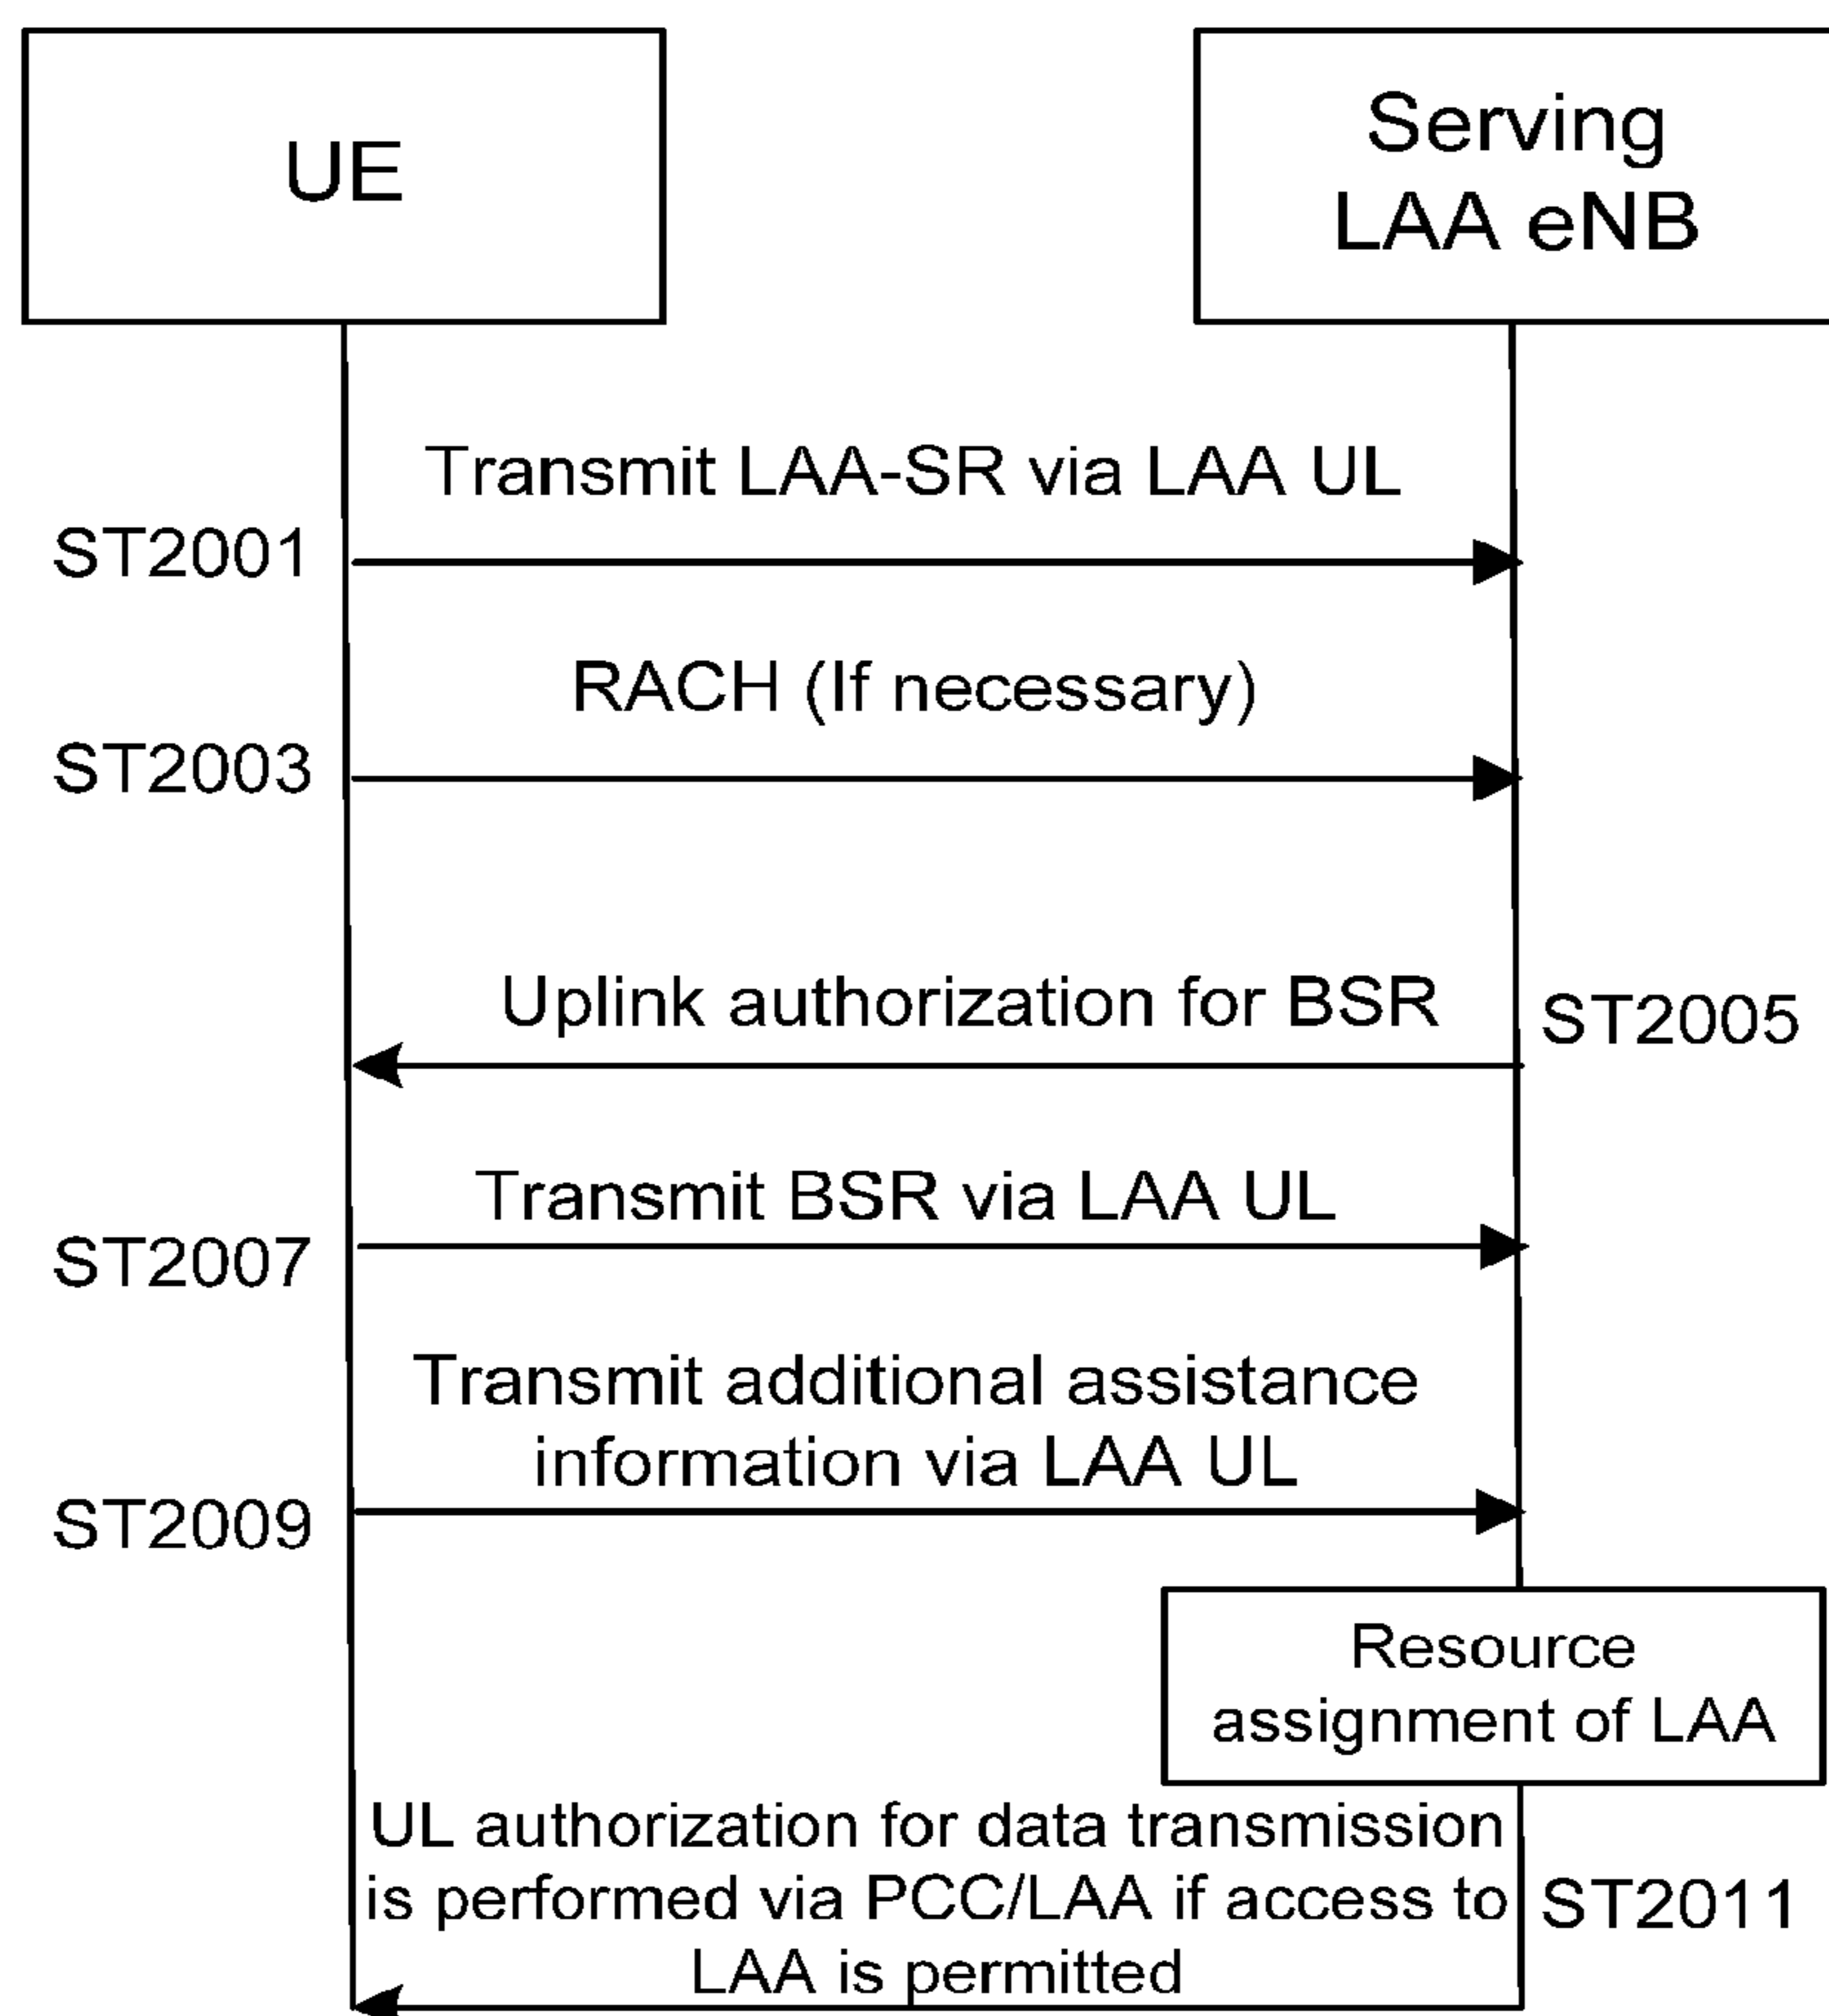 UE
Serving
LAA eNB
Transmit LAA-SR via LAA UL
ST2001
RACH (If necessary)
ST2003
Uplink authorization for BSR
ST2005
Transmit BSR via LAA UL
ST2007
Transmit additional assistance
information via LAA UL
ST2009
Resource
assignment of LAA
UL authorization for data transmission
is performed via PCC/LAA if access to
LAA is permitted
ST2011